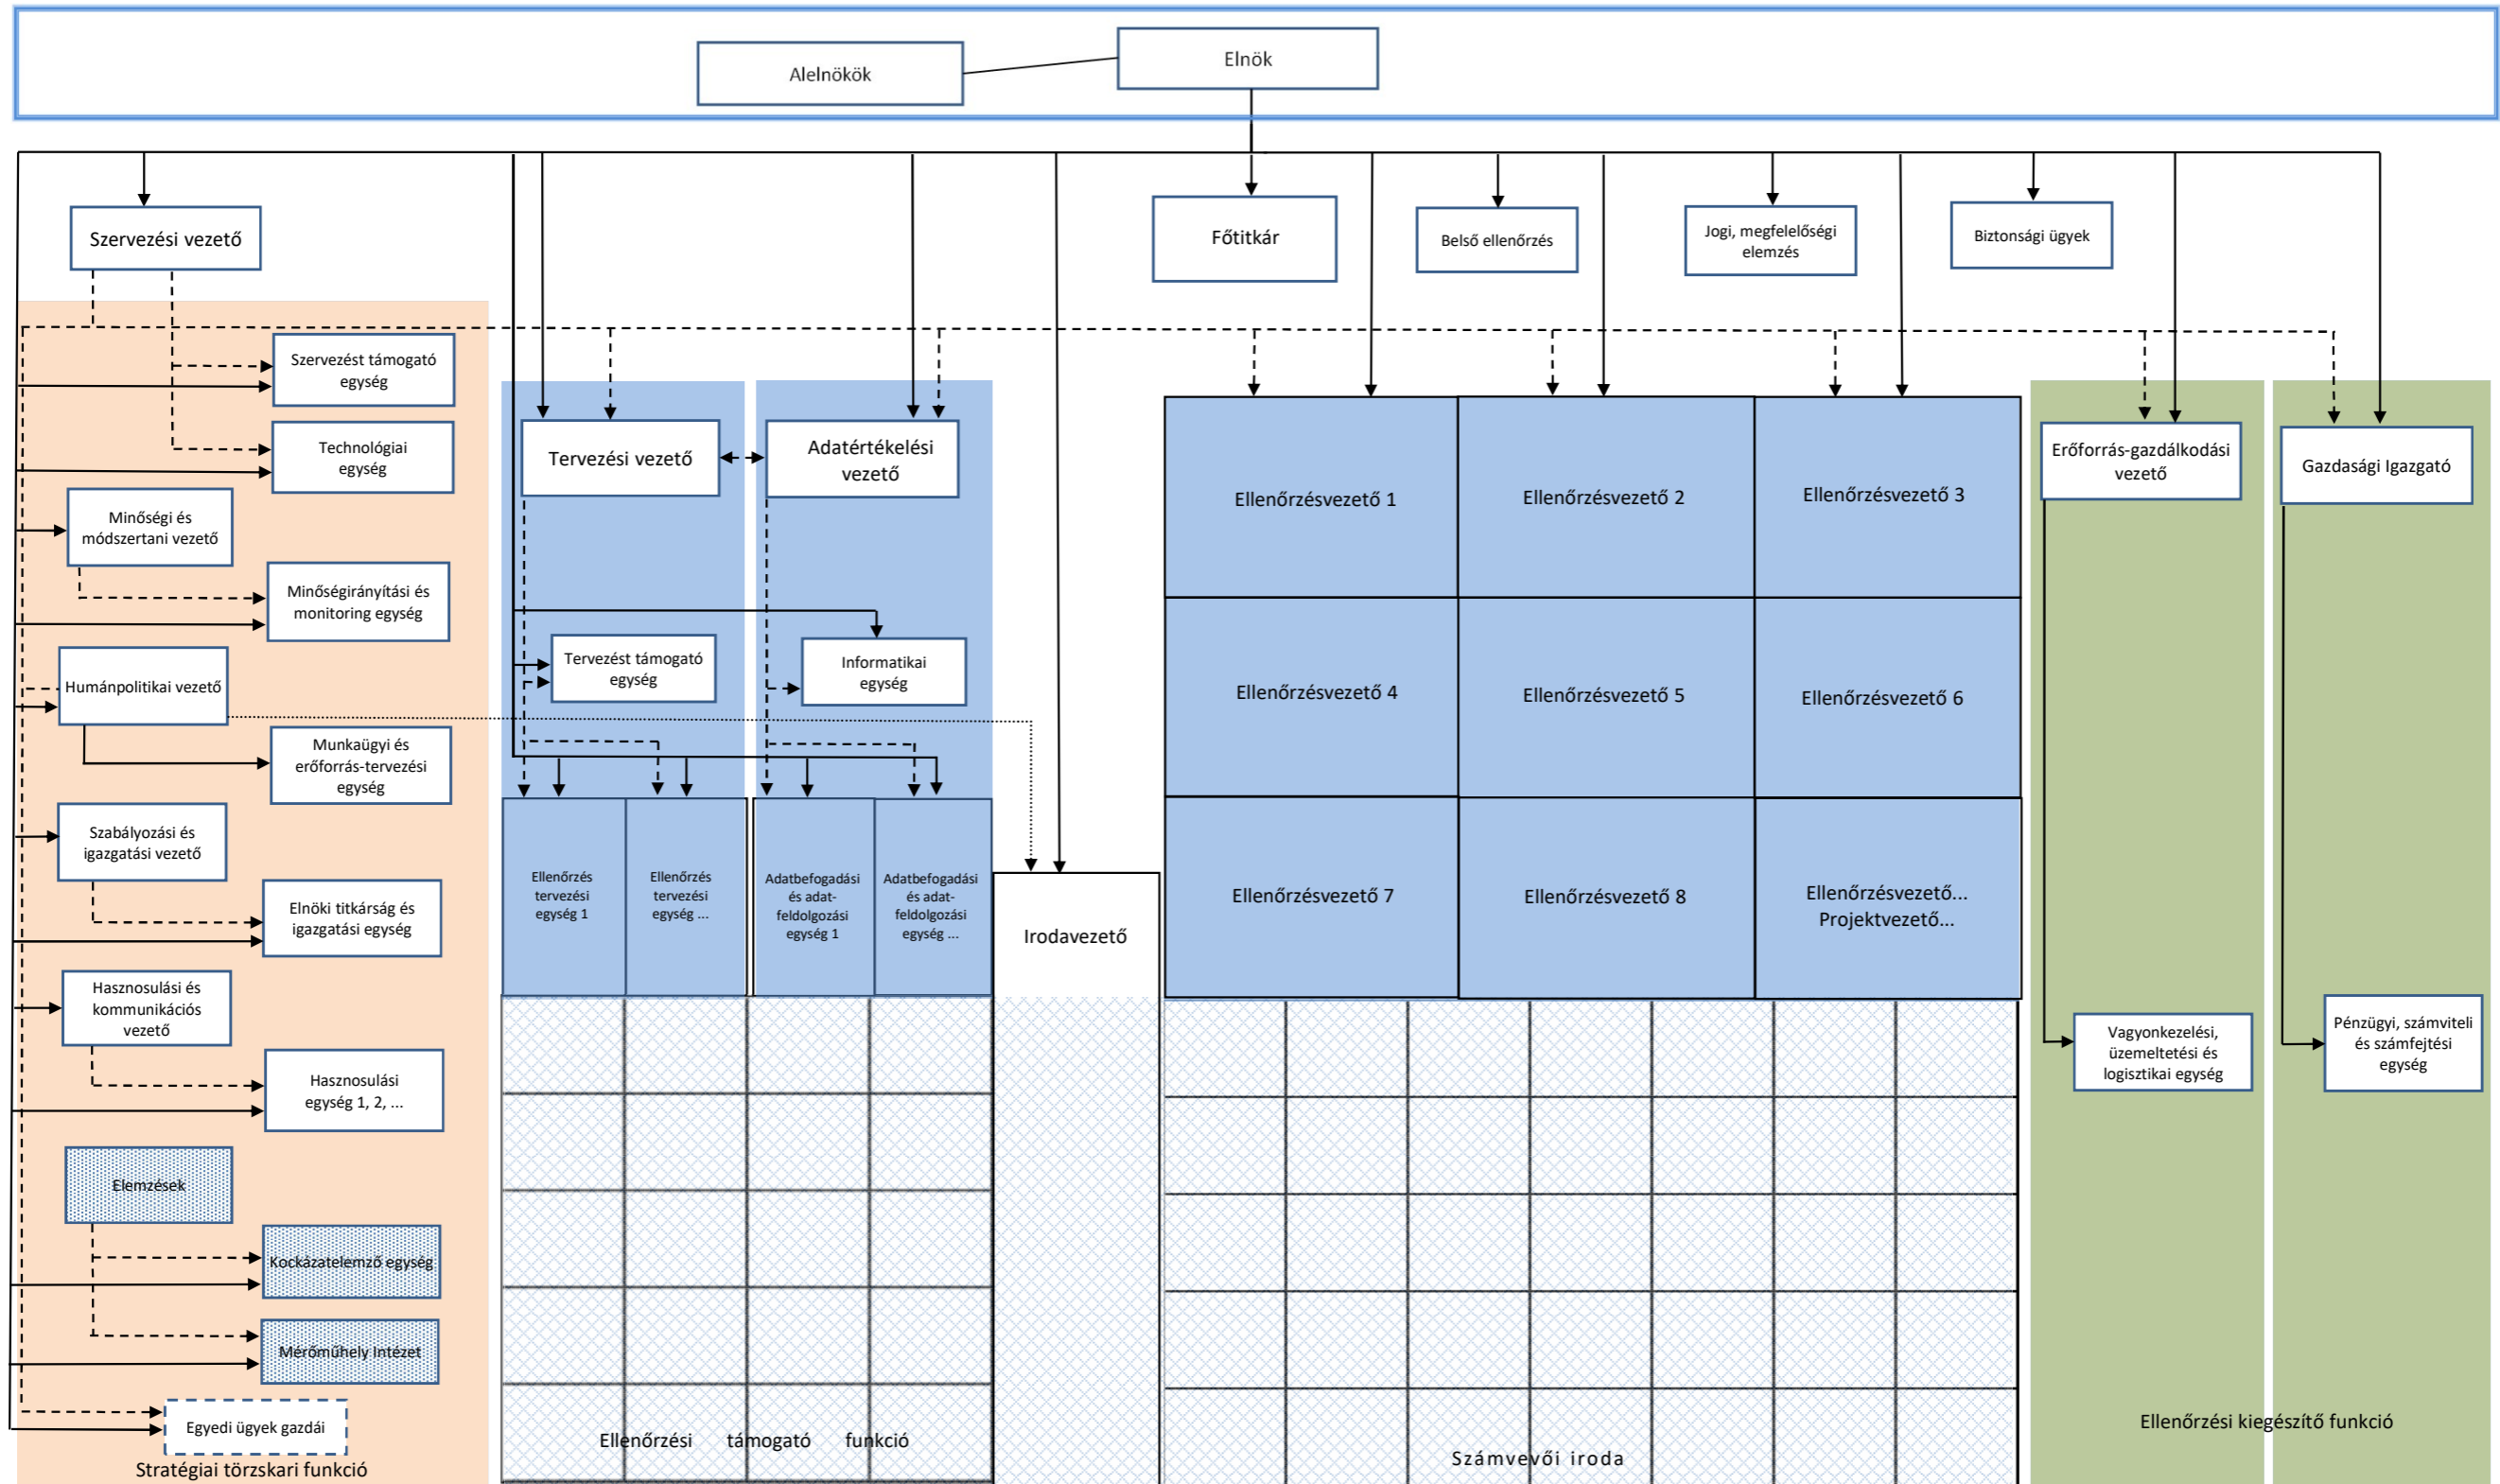 Alelnökök
Elnök
Szervezési vezető
Főtitkár
Belső ellenőrzés
Jogi, megfelelőségi
elemzés
Biztonsági ügyek
Szervezést támogató
egység
Technológiai
egység
Minőségi és
módszertani vezető
Minőségirányítási és
monitoring egység
Humánpolitikai vezető
Munkaügyi és
erőforrás-tervezési
egység
Szabályozási és
igazgatási vezető
Elnöki titkárság és
igazgatási egység
Hasznosulási és
kommunikációs
vezető
Hasznosulási
egység 1, 2, ...
Elemzések
Kockázatelemző egység
Mérőműhely Intézet
Egyedi ügyek gazdái
Stratégiai törzskari funkció
Tervezési vezető
Adatértékelési
vezető
Tervezést támogató
egység
Informatikai
egység
Ellenőrzés
tervezési
egység 1
Ellenőrzés
tervezési
egység ...
Adatbefogadási
és adat-
feldolgozási
egység 1
Adatbefogadási
és adat-
feldolgozási
egység ...
Ellenőrzési támogató funkció
Irodavezető
Ellenőrzésvezető 1
Ellenőrzésvezető 2
Ellenőrzésvezető 3
Ellenőrzésvezető 4
Ellenőrzésvezető 5
Ellenőrzésvezető 6
Ellenőrzésvezető 7
Ellenőrzésvezető 8
Ellenőrzésvezető...
Projektvezető...
Számvevői iroda
Erőforrás-gazdálkodási
vezető
Gazdasági Igazgató
Vagyonkezelési,
üzemeltetési és
logisztikai egység
Pénzügyi, számviteli
és számfejtési
egység
Ellenőrzési kiegészítő funkció